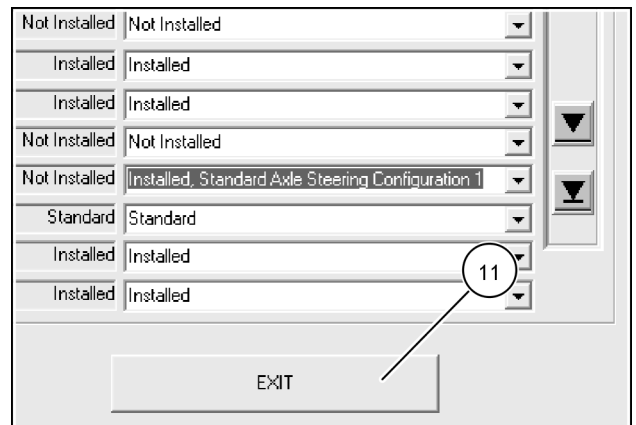 Not Installed Not Installed
Installed Installed
Installed Installed
Not Installed Not Installed
Not Installed Installed, Standard Axle Steering Configuration 1
Standard Standard
Installed Installed
Installed Installed
11
EXIT